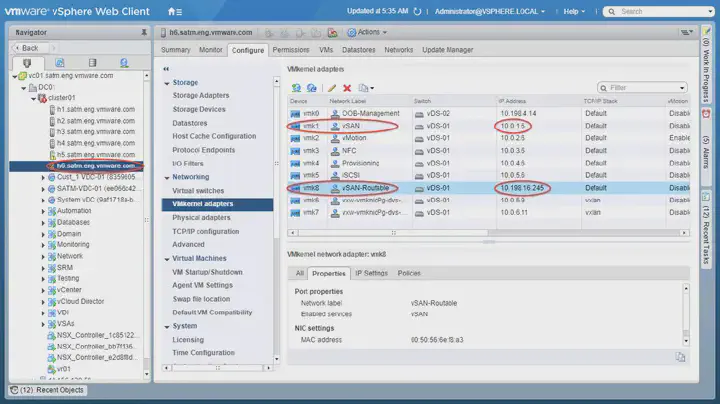 vmware® vSphere Web Client
Updated at 5:35 AM
Administrator@VSPHERE.LOCAL
Help
Search
Navigator
Back
vc01.satm.eng.vmware.com
DC0:
cluster01
h1.satm.eng.vmware.com
h2.satm.eng.vmware.com
h3.satm.eng.vmware.com
h4.satm.eng.vmware.com
h5.satm.eng.vmware.com
h6.satm.eng.vmware.com
Cust_1 VDC-01
SATM-VDC-01
System VDC
Automation
Databases
Domain
Monitoring
Network
SRM
Testing
vCenter
vCloud Director
VDI
VSAs
NSX_Controller_1c85122...
NSX_Controller_bb7f13...
NSX_Controller_e2d8f8d...
vr01
(12) Recent Objects
h6.satm.eng.vmware.com
Actions
Summary Monitor Configure Permissions VMs Datastores Networks Update Manager
Storage
Storage Adapters
Storage Devices
Datastores
Host Cache Configuration
Protocol Endpoints
I/O Filters
Networking
Virtual switches
VMkernel adapters
Physical adapters
TCP/IP configuration
Advanced
Virtual Machines
VM Startup/Shutdown
Agent VM Settings
Swap file location
Default VM Compatibility
System
Licensing
Time Configuration
VMkernel adapters
Filter
Device Network Label Switch IP Address TCP/IP Stack vMotion
vmk0 OOB-Management vDS-02 10.198.4.14 Default Disabl
vmk1 vSAN vDS-01 10.0.1.5 Default Disabl
vmk2 vMotion vDS-01 10.0.2.5 Default Enable
vmk3 NFC vDS-01 10.0.3.5 Default Disabl
vmk4 Provisioning vDS-01 10.0.4.5 Default Disabl
vmk5 iSCSI vDS-01 10.0.5.5 Default Disabl
vmk8 vSAN-Routable vDS-01 10.198.16.245 Default Disabl
vmk6 vxw-vmknicPg-dvs-... vDS-01 10.0.6.9 vxlan Disabl
vmk7 vxw-vmknicPg-dvs-... vDS-01 10.0.6.11 vxlan Disabl
VMkernel network adapter: vmk8
All Properties IP Settings Policies
Port properties
Network label vSAN-Routable
Enabled services vSAN
NIC settings
MAC address 00:50:56:6e:f8:a3
(0) Work In Progress
(5) Alarms
(12) Recent Tasks